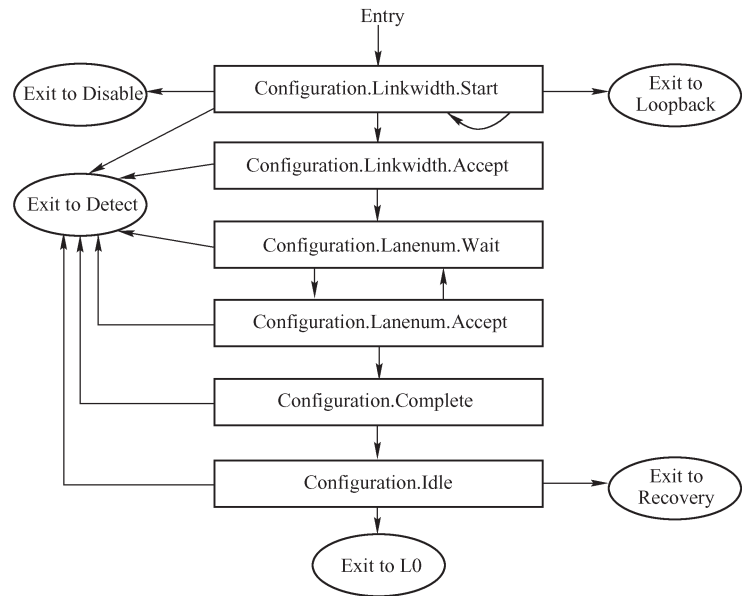 Entry
Configuration.Linkwidth.Start
Exit to Disable
Exit to
Loopback
Configuration.Linkwidth.Accept
Exit to Detect
Configuration.Lanenum.Wait
Configuration.Lanenum.Accept
Configuration.Complete
Configuration.Idle
Exit to
Recovery
Exit to L0